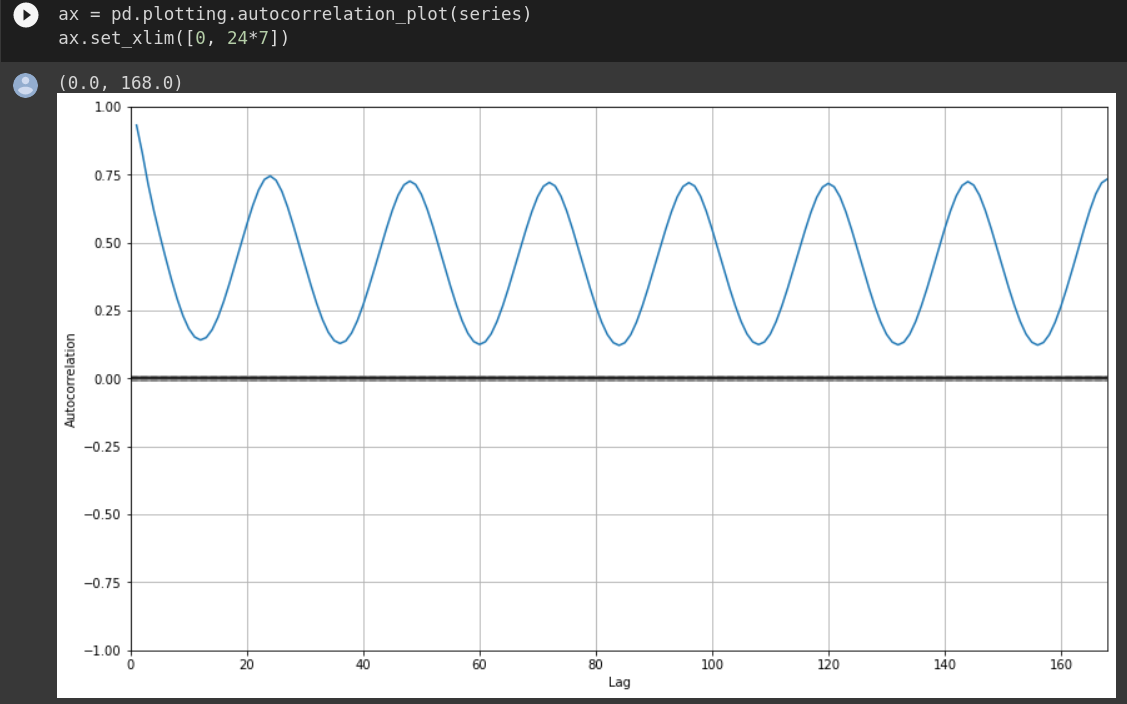 ax = pd.plotting.autocorrelation_plot(series)
ax.set_xlim([0, 24*7])
(0.0, 168.0)
1.00
0.75
0.50
0.25
0.00
−0.25
−0.50
−0.75
−1.00
Autocorrelation
0 20 40 60 80 100 120 140 160
Lag